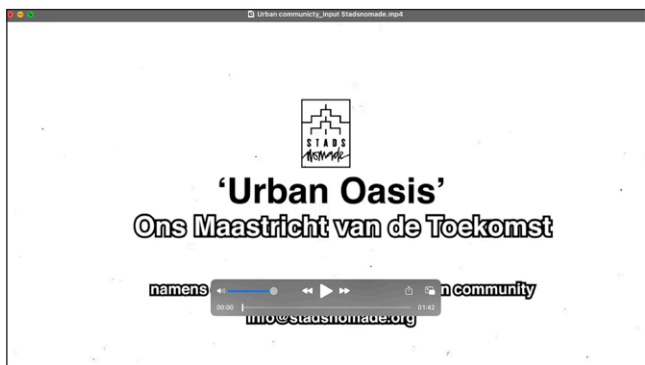 Urban communicty_input Stadsnomade.mp4
STADS
Nomade
‘Urban Oasis’
Ons Maastricht van de Toekomst
namens
n community
00:00
01:42
info@stadsnomade.org